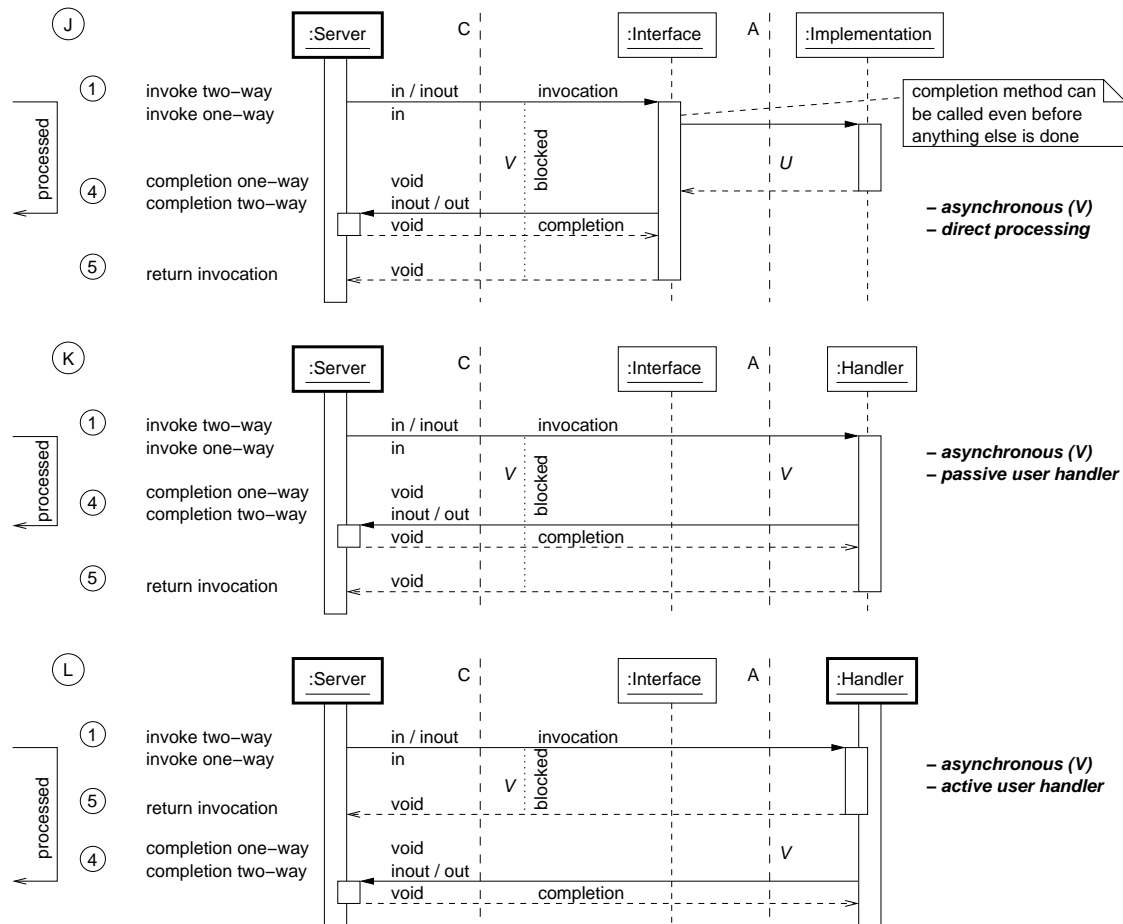 J
:Server
C
:Interface
A
:Implementation
1
invoke two−way
in / inout
invocation
invoke one−way
in
completion method can
be called even before
anything else is done
processed
V
blocked
U
4
completion one−way
void
completion two−way
inout / out
void
completion
– asynchronous (V)
– direct processing
5
return invocation
void
K
:Server
C
:Interface
A
:Handler
1
invoke two−way
in / inout
invocation
invoke one−way
in
processed
V
blocked
V
– asynchronous (V)
– passive user handler
4
completion one−way
void
completion two−way
inout / out
void
completion
5
return invocation
void
L
:Server
C
:Interface
A
:Handler
1
invoke two−way
in / inout
invocation
invoke one−way
in
V
blocked
– asynchronous (V)
– active user handler
processed
5
return invocation
void
4
completion one−way
void
V
completion two−way
inout / out
void
completion